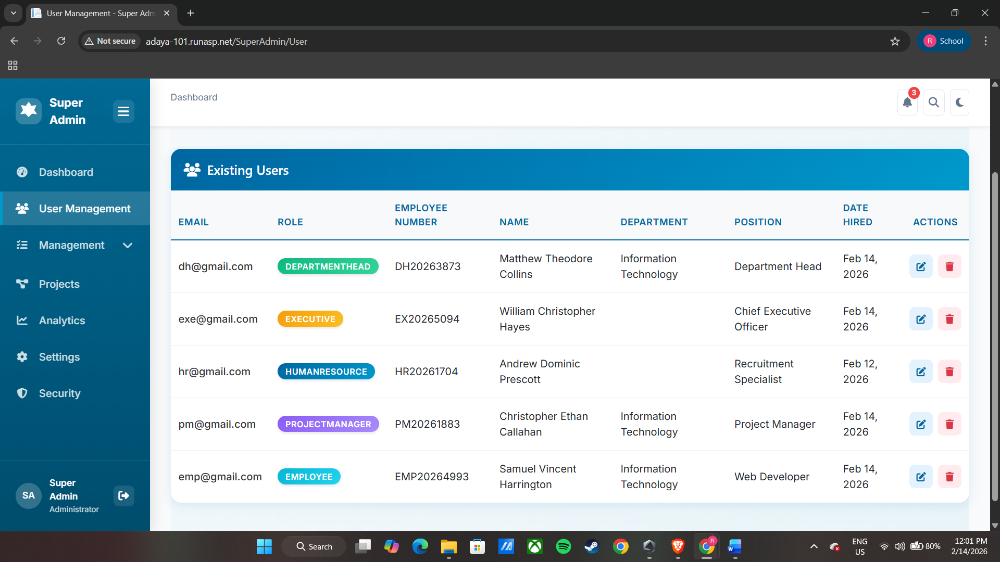 User Management - Super Adm
Not secure
adaya-101.runasp.net/SuperAdmin/User
R
School
Super
Admin
Dashboard
User Management
Management
Projects
Analytics
Settings
Security
SA
Super
Admin
Administrator
Dashboard
3
Existing Users
EMAIL ROLE EMPLOYEE NUMBER NAME DEPARTMENT POSITION DATE HIRED ACTIONS
dh@gmail.com DEPARTMENTHEAD DH20263873 Matthew Theodore Collins Information Technology Department Head Feb 14, 2026
exe@gmail.com EXECUTIVE EX20265094 William Christopher Hayes Chief Executive Officer Feb 14, 2026
hr@gmail.com HUMANRESOURCE HR20261704 Andrew Dominic Prescott Recruitment Specialist Feb 12, 2026
pm@gmail.com PROJECTMANAGER PM20261883 Christopher Ethan Callahan Information Technology Project Manager Feb 14, 2026
emp@gmail.com EMPLOYEE EMP20264993 Samuel Vincent Harrington Information Technology Web Developer Feb 14, 2026
Search
R
W
ENG
US
80%
12:01 PM
2/14/2026